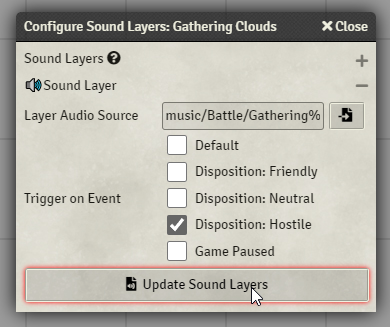 Configure Sound Layers: Gathering Clouds Close
Sound Layers
Sound Layer
Layer Audio Source music/Battle/Gathering%
Default
Disposition: Friendly
Trigger on Event Disposition: Neutral
Disposition: Hostile
Game Paused
Update Sound Layers